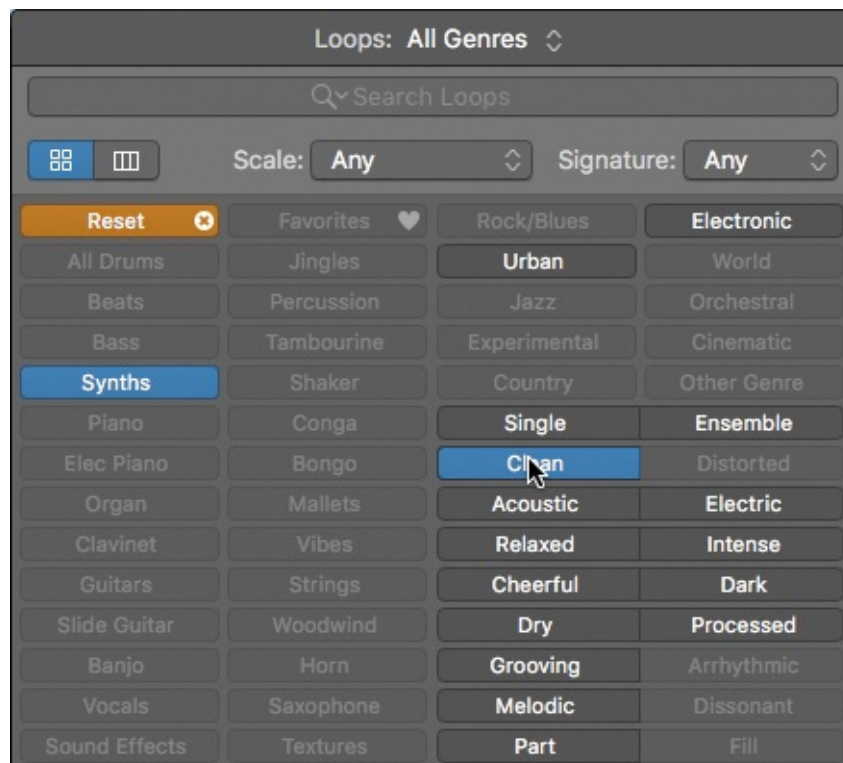 Loops: All Genres
Search Loops
Scale: Any Signature: Any
Reset Favorites Rock/Blues Electronic
All Drums Jingles Urban World
Beats Percussion Jazz Orchestral
Bass Tambourine Experimental Cinematic
Synths Shaker Country Other Genre
Piano Conga Single Ensemble
Elec Piano Bongo Clean Distorted
Organ Mallets Acoustic Electric
Clavinet Vibes Relaxed Intense
Guitars Strings Cheerful Dark
Slide Guitar Woodwind Dry Processed
Banjo Horn Grooving Arrhythmic
Vocals Saxophone Melodic Dissonant
Sound Effects Textures Part Fill